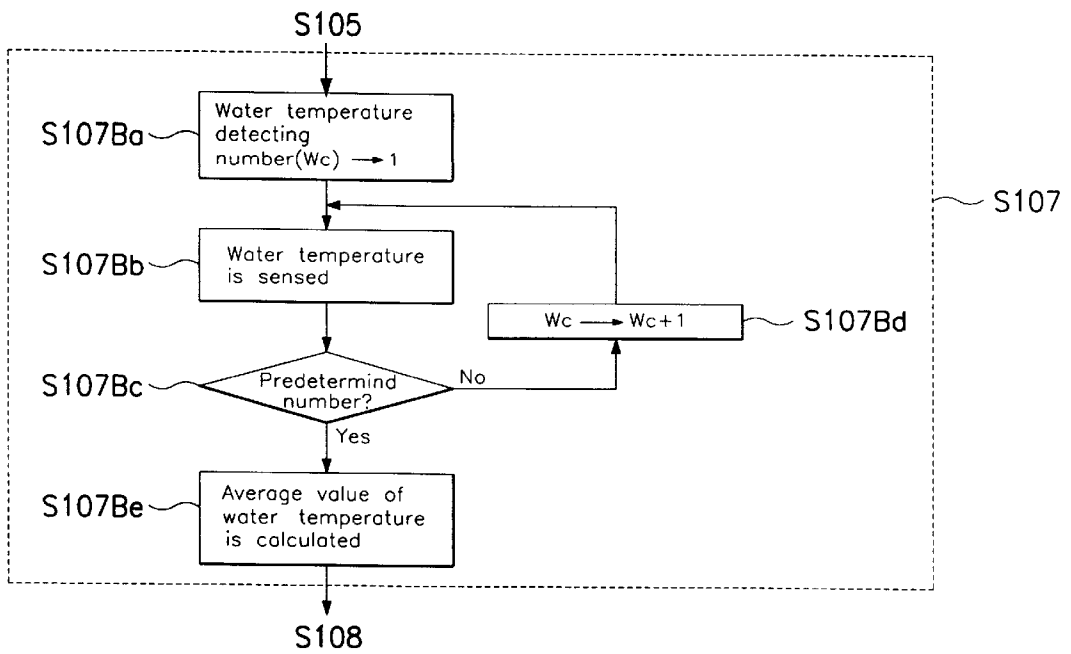 S105
S107Ba
Water temperature
detecting
number(Wc) → 1
S107
S107Bb
Water temperature
is sensed
Wc → Wc+1
S107Bd
S107Bc
Predetermind
number?
No
Yes
S107Be
Average value of
water temperature
is calculated
S108